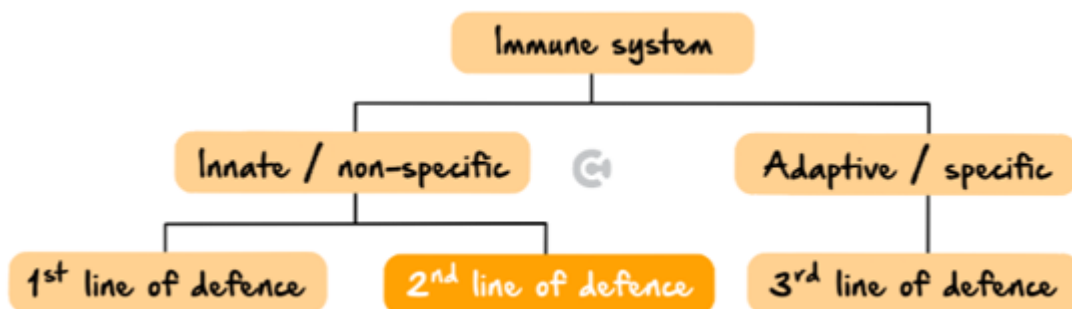 Immune system
Innate / non-specific
Adaptive / specific
1st line of defence
2nd line of defence
3rd line of defence